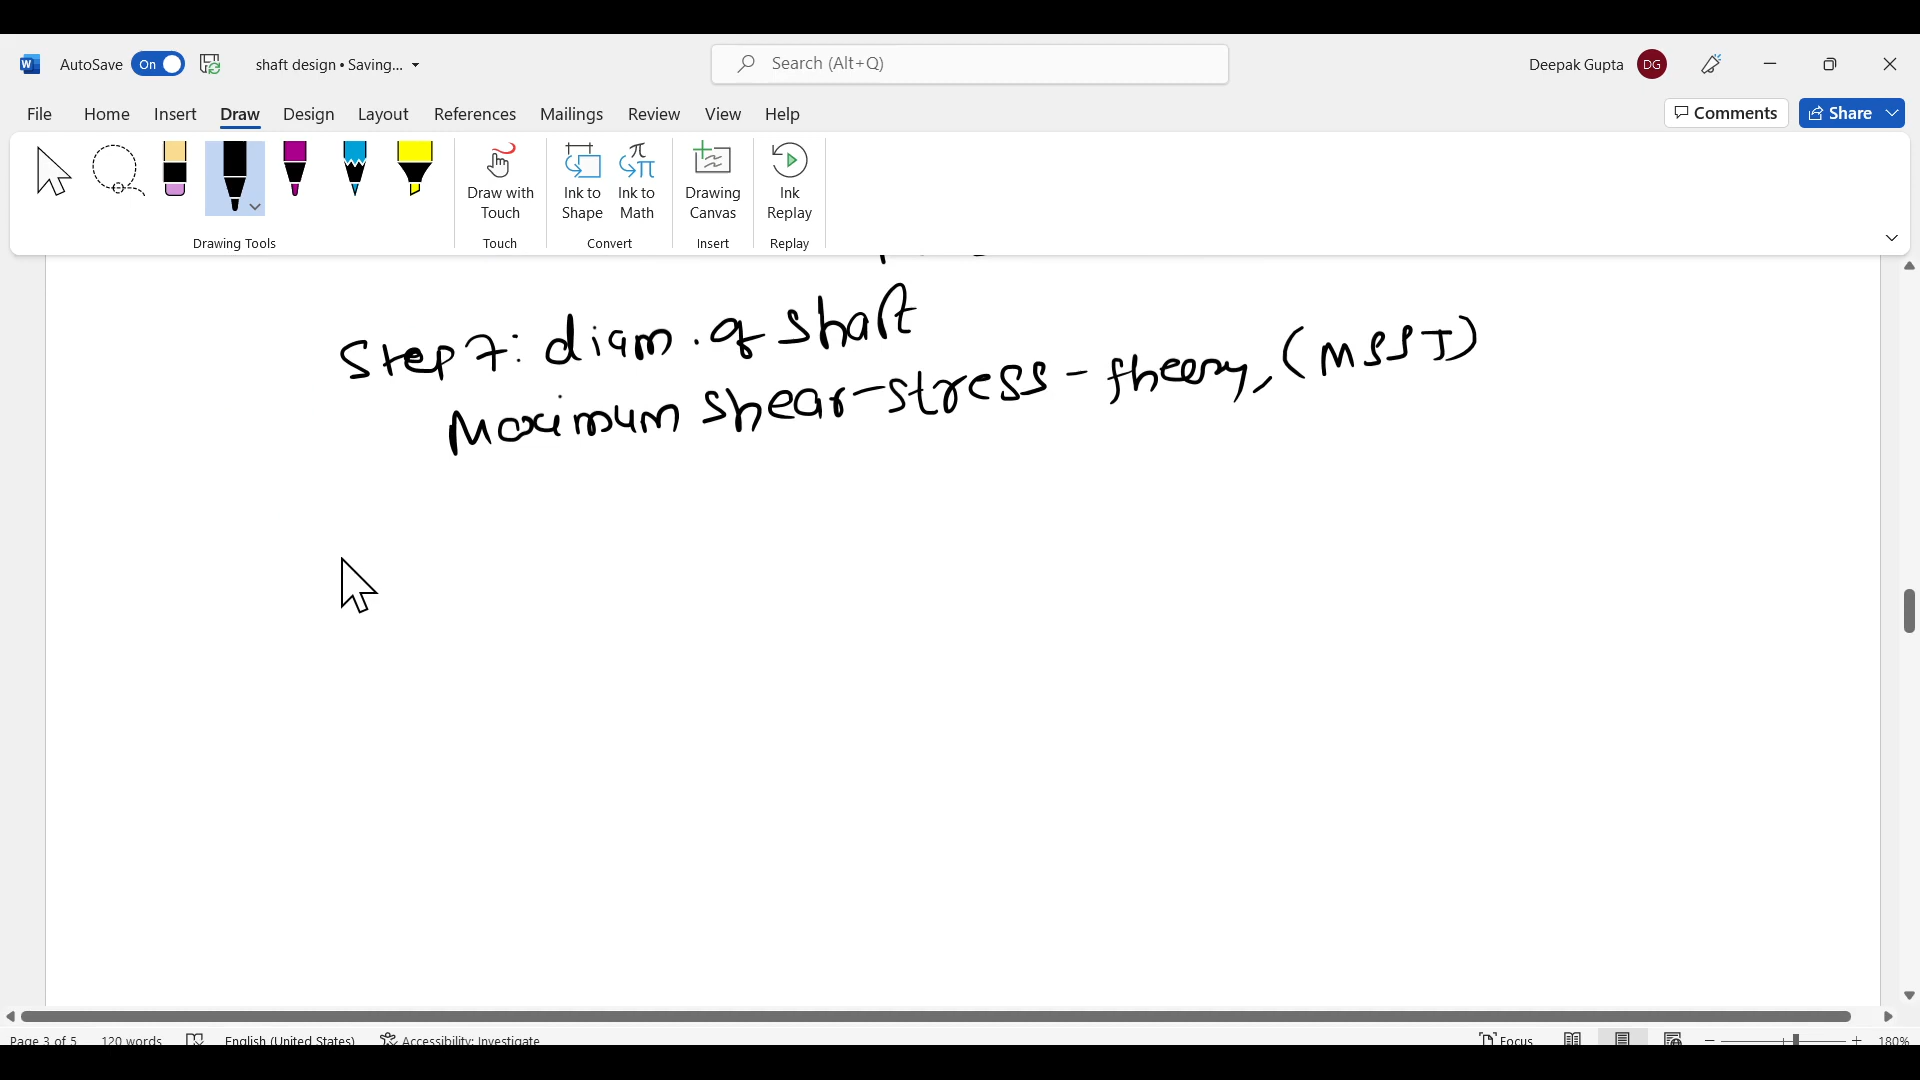 AutoSave On shaft design • Saving... Search (Alt+Q) Deepak Gupta DG
File Home Insert Draw Design Layout References Mailings Review View Help Comments Share
Draw with Touch Ink to Shape Ink to Math Drawing Canvas Ink Replay
Drawing Tools Touch Convert Insert Replay
Step 7: diam. of shaft
Maximum shear-stress-theory, (MSST)
Page 3 of 5 120 words English (United States) Accessibility: Investigate Focus 180%